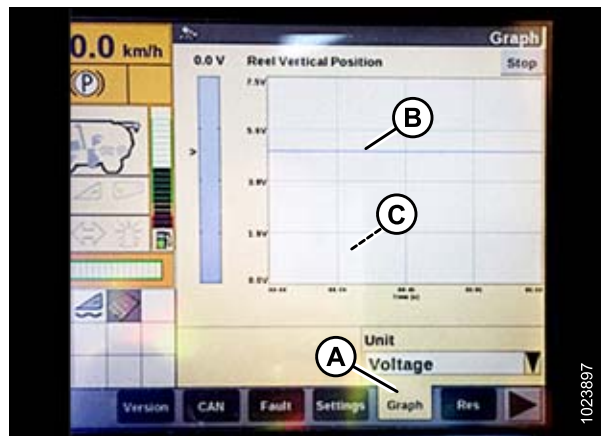 0.0 km/h
Graph
(P)
0.0 V
Reel Vertical Position
Stop
7.5V
5.6V
B
>
3.8V
C
1.9V
0.0V
Time [s]
Unit
A
Voltage
Version
CAN
Fault
Settings
Graph
Res
1023897